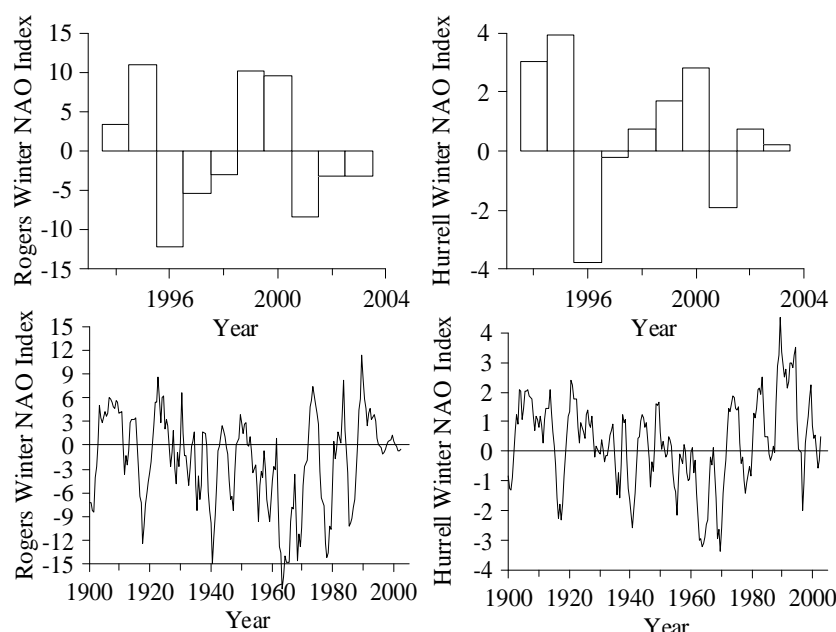 Rogers Winter NAO Index
15
10
5
0
-5
-10
-15
1996 2000 2004
Year
Hurrell Winter NAO Index
4
2
0
-2
-4
1996 2000 2004
Year
Rogers Winter NAO Index
15
12
9
6
3
0
-3
-6
-9
-12
-15
1900 1920 1940 1960 1980 2000
Year
Hurrell Winter NAO Index
4
3
2
1
0
-1
-2
-3
-4
1900 1920 1940 1960 1980 2000
Year